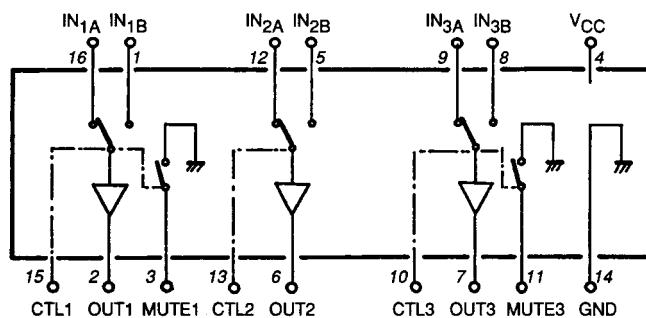 IN1A IN1B IN2A IN2B IN3A IN3B VCC
16 1 12 5 9 8 4
15 2 3 13 6 10 7 11 14
CTL1 OUT1 MUTE1 CTL2 OUT2 CTL3 OUT3 MUTE3 GND